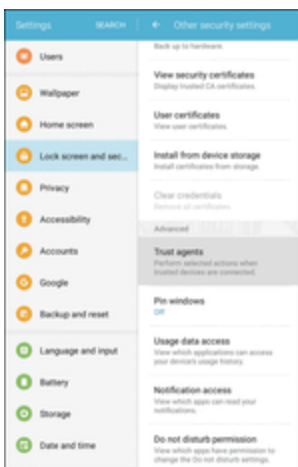 Settings
SEARCH
Users
Wallpaper
Home screen
Lock screen and sec...
Privacy
Accessibility
Accounts
Google
Backup and reset
Language and input
Battery
Storage
Date and time
Other security settings
Back up to hardware.
View security certificates
Display trusted CA certificates.
User certificates
View user certificates.
Install from device storage
Install certificates from storage.
Clear credentials
Remove all certificates.
Advanced
Trust agents
Perform selected actions when
trusted devices are connected.
Pin windows
Off
Usage data access
View which applications can access
your device's usage history.
Notification access
View which apps can read your
notifications.
Do not disturb permission
View which apps have permission to
change the Do not disturb settings.